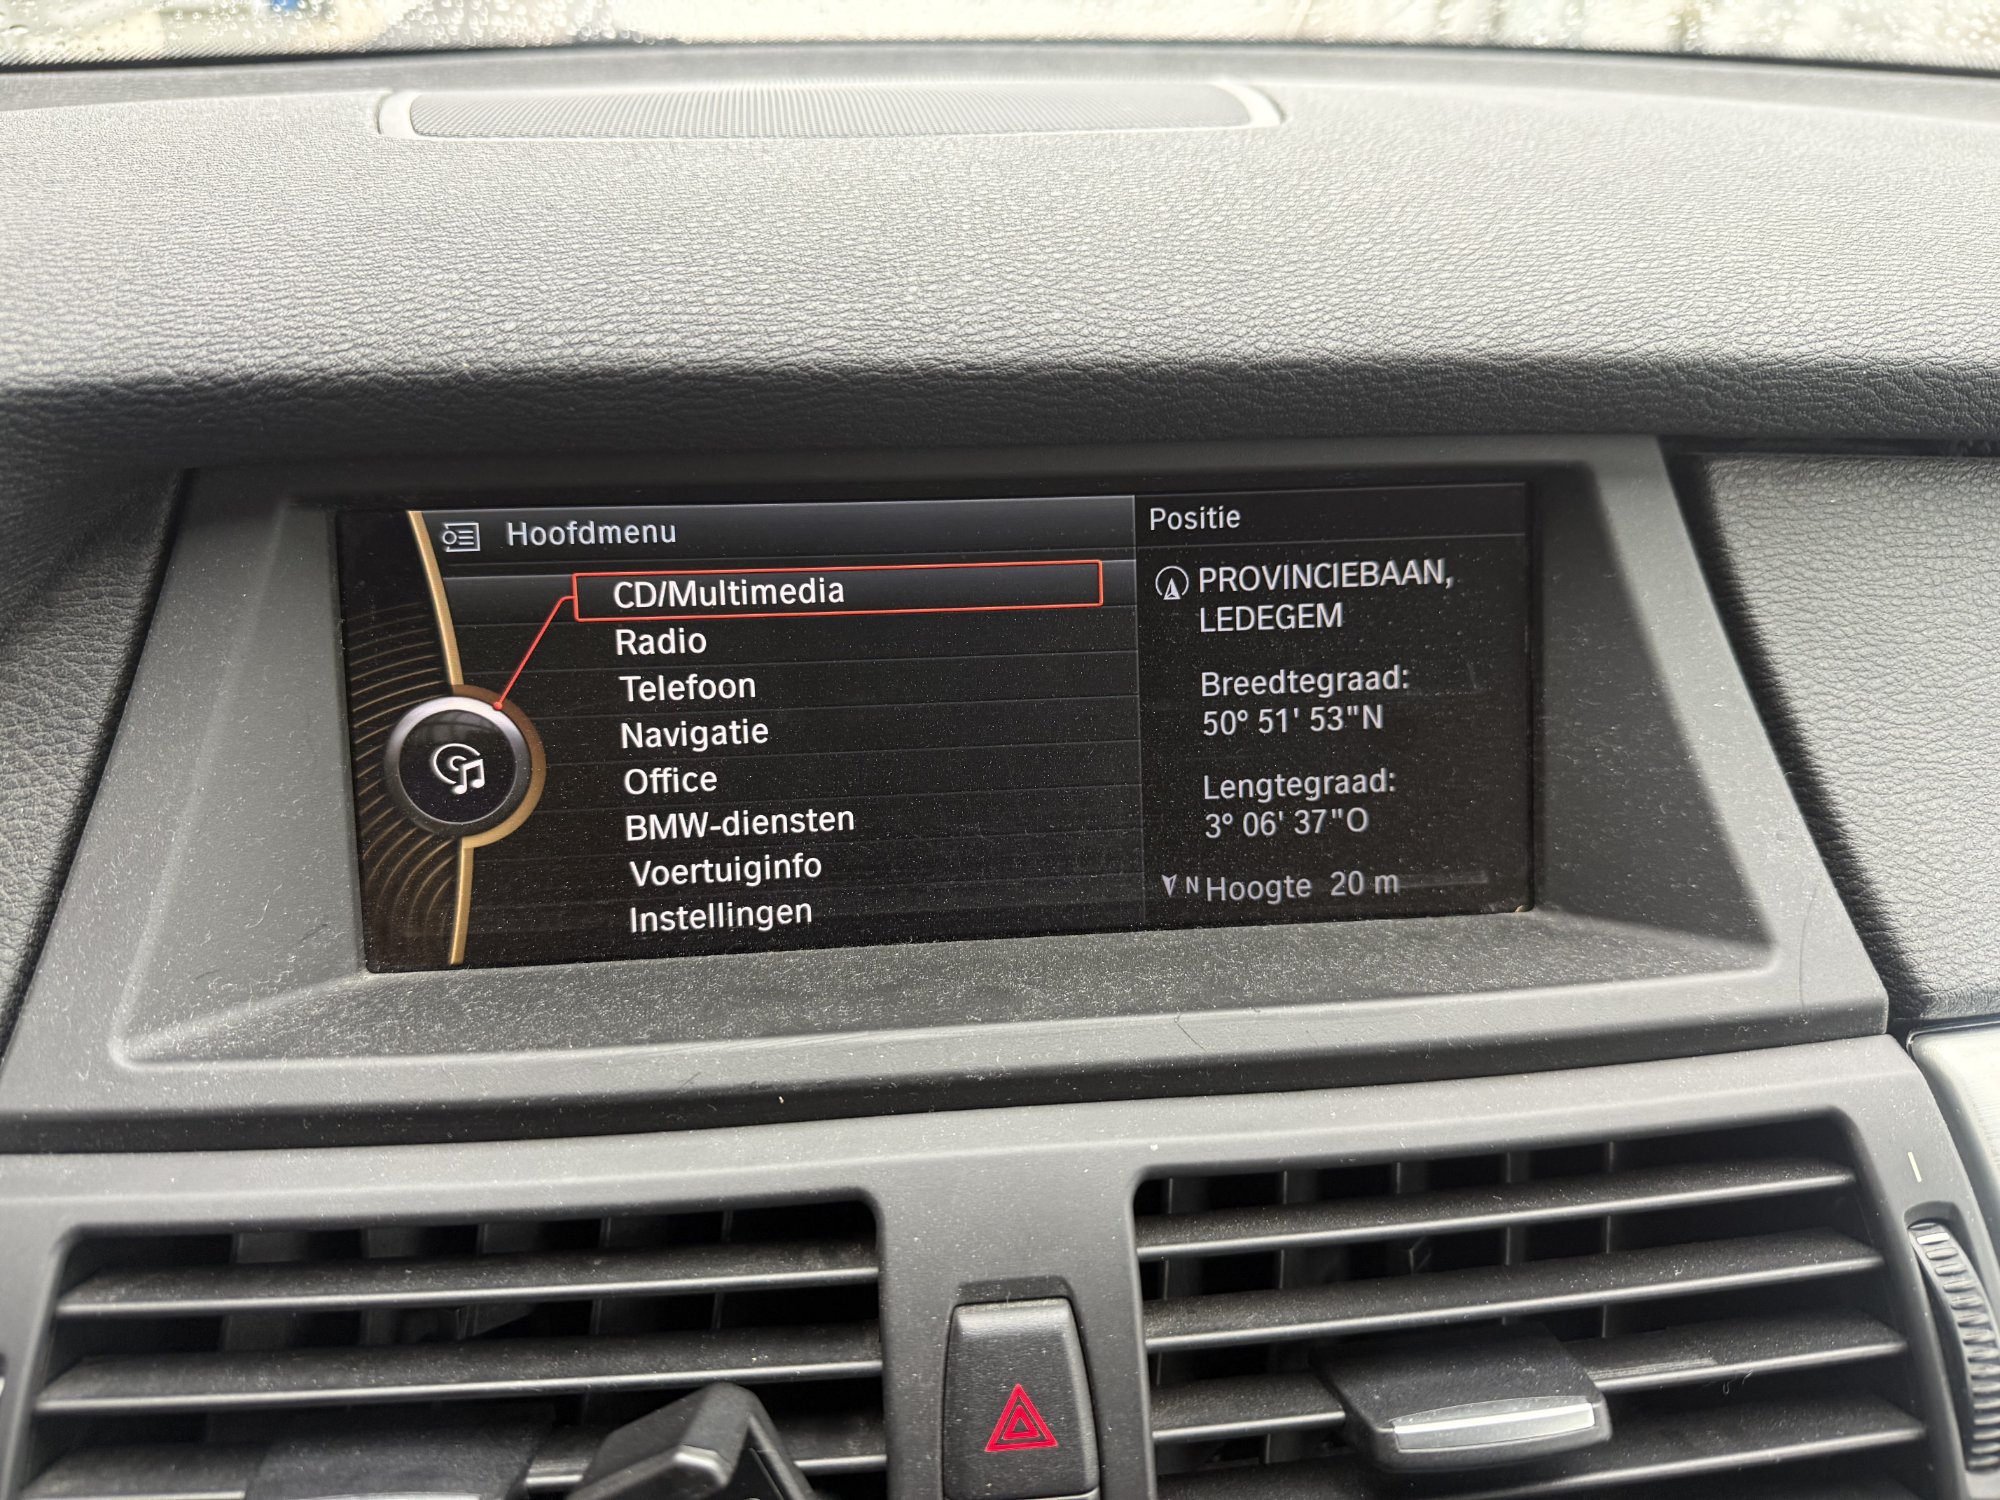 Hoofdmenu
CD/Multimedia
Radio
Telefoon
Navigatie
Office
BMW-diensten
Voertuiginfo
Instellingen
Positie
PROVINCIEBAAN,
LEDEGEM
Breedtegraad:
50° 51' 53"N
Lengtegraad:
3° 06' 37"O
N Hoogte 20 m